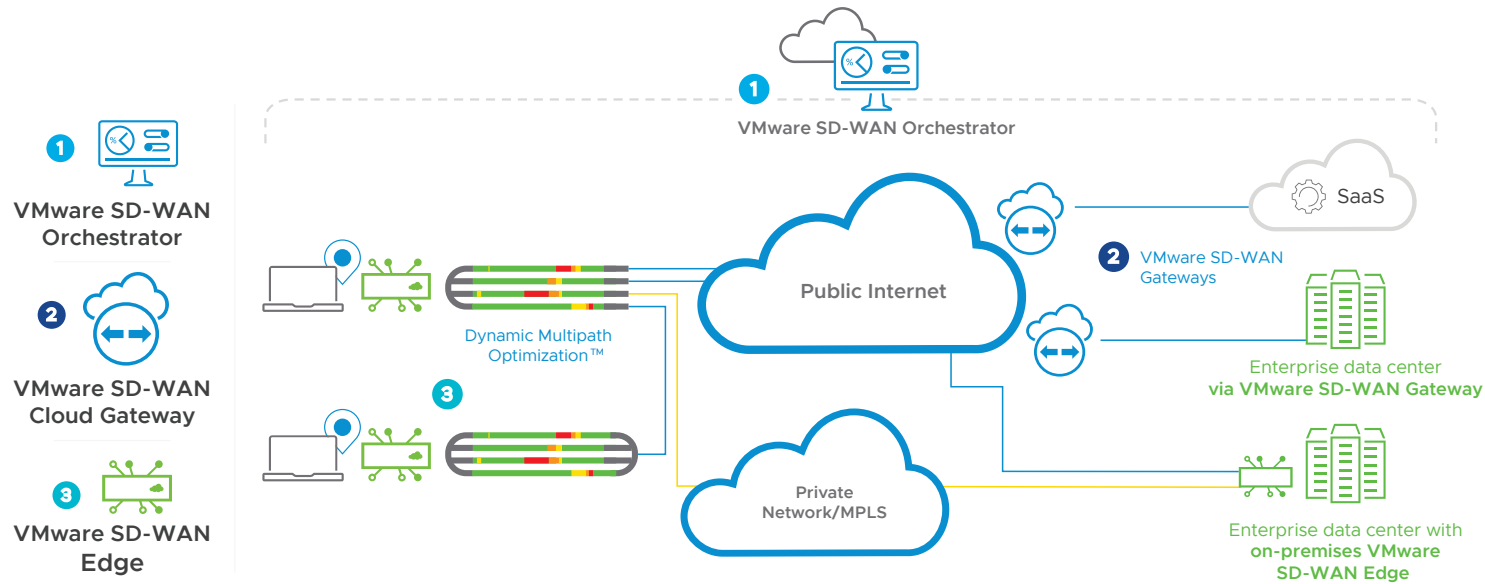 1
VMware SD-WAN
Orchestrator
2
VMware SD-WAN
Cloud Gateway
3
VMware SD-WAN
Edge
%
%
1
VMware SD-WAN Orchestrator
SaaS
2
VMware SD-WAN
Gateways
Public Internet
Dynamic Multipath
Optimization™
Enterprise data center
via VMware SD-WAN Gateway
3
Private
Network/MPLS
Enterprise data center with
on-premises VMware
SD-WAN Edge